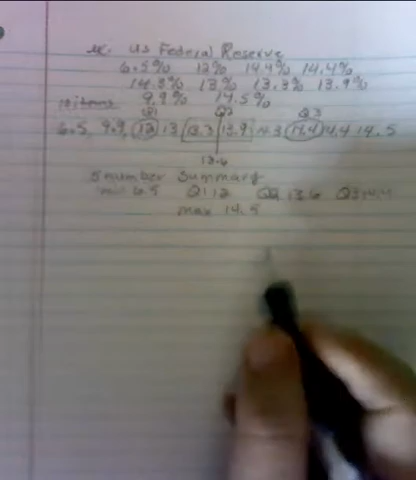 ex. US Federal Reserve
6.5% 12% 14.4% 14.4%
14.3% 13% 13.3% 13.9%
10 items 9.9% 14.5%
Q1 Q2 Q3
6.5 9.9 12 13 13.3 13.9 14.3 14.4 14.4 14.5
13.6
5 number Summary
min 6.5 Q1 12 Q2 13.6 Q3 14.4
max 14.5